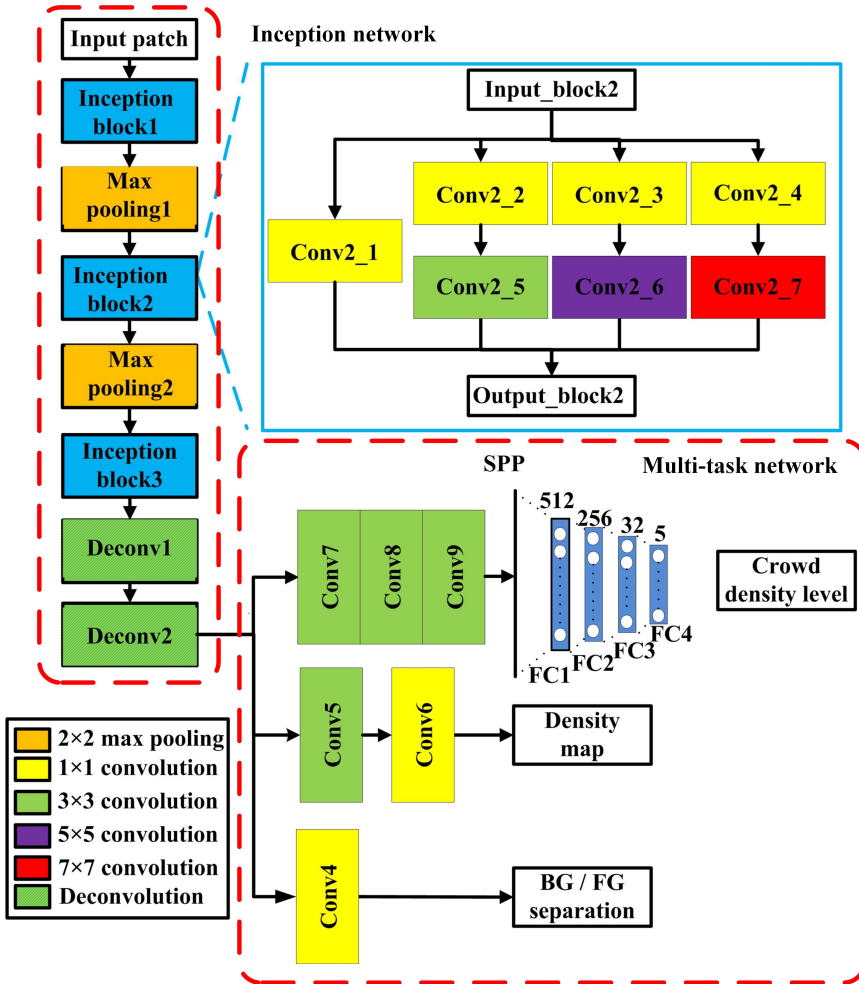 Input patch
Inception
block1
Max
pooling1
Inception
block2
Max
pooling2
Inception
block3
Deconv1
Deconv2
Inception network
Input_block2
Conv2_1
Conv2_2
Conv2_3
Conv2_4
Conv2_5
Conv2_6
Conv2_7
Output_block2
SPP
Multi-task network
Conv7
Conv8
Conv9
512
256
32
5
FC1
FC2
FC3
FC4
Crowd
density level
Conv5
Conv6
Density
map
Conv4
BG / FG
separation
2×2 max pooling
1×1 convolution
3×3 convolution
5×5 convolution
7×7 convolution
Deconvolution